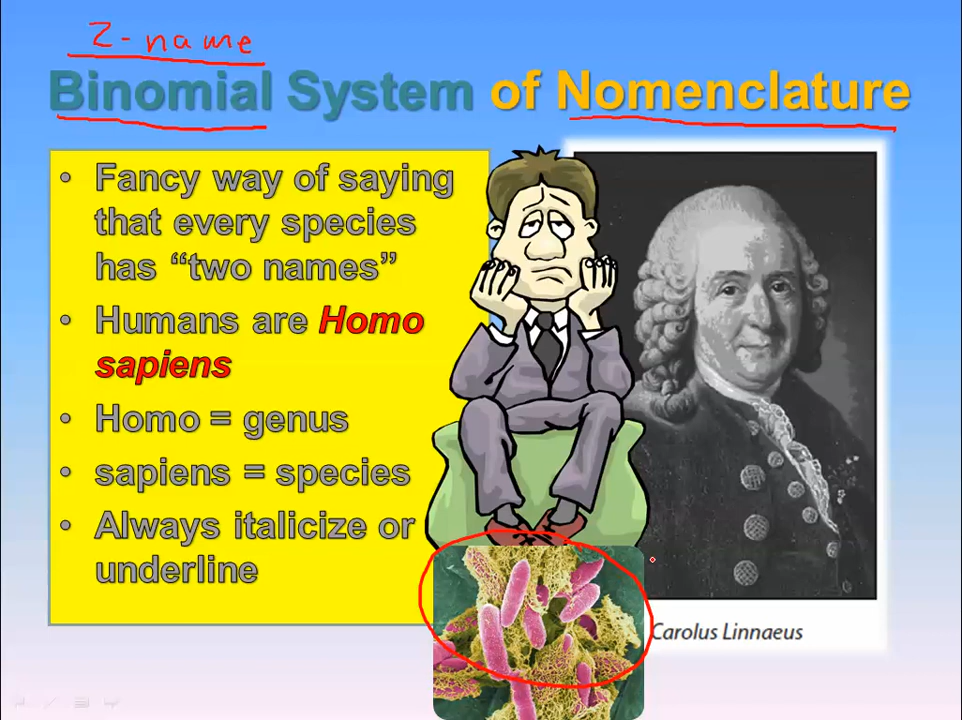 2-name
Binomial System of Nomenclature
• Fancy way of saying
that every species
has “two names”
• Humans are Homo
sapiens
• Homo = genus
• sapiens = species
• Always italicize or
underline
Carolus Linnaeus